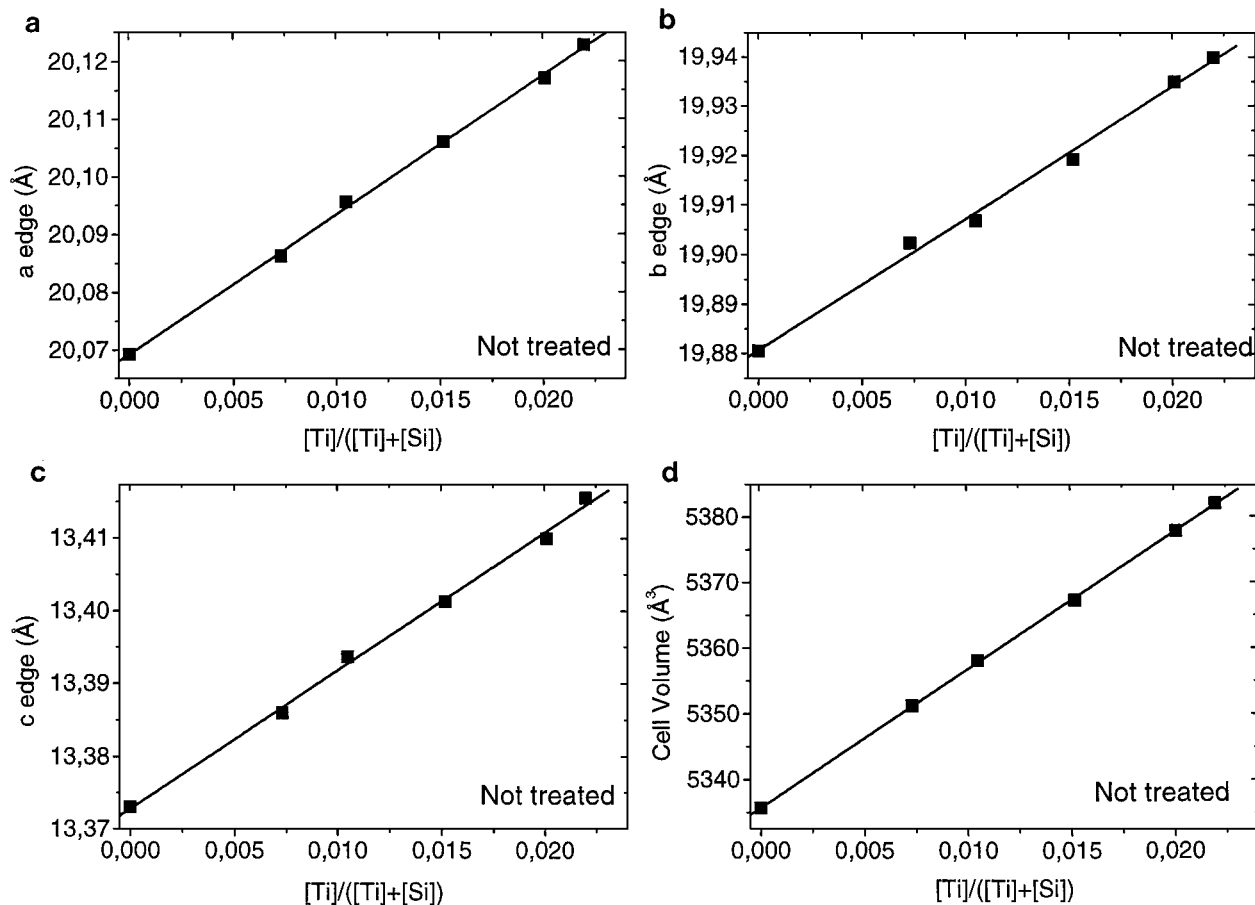 a
20,12
20,11
20,10
20,09
20,08
20,07
a edge (Å)
Not treated
0,000 0,005 0,010 0,015 0,020
[Ti]/([Ti]+[Si])
b
19,94
19,93
19,92
19,91
19,90
19,89
19,88
b edge (Å)
Not treated
0,000 0,005 0,010 0,015 0,020
[Ti]/([Ti]+[Si])
c
13,41
13,40
13,39
13,38
13,37
c edge (Å)
Not treated
0,000 0,005 0,010 0,015 0,020
[Ti]/([Ti]+[Si])
d
5380
5370
5360
5350
5340
Cell Volume (Å³)
Not treated
0,000 0,005 0,010 0,015 0,020
[Ti]/([Ti]+[Si])